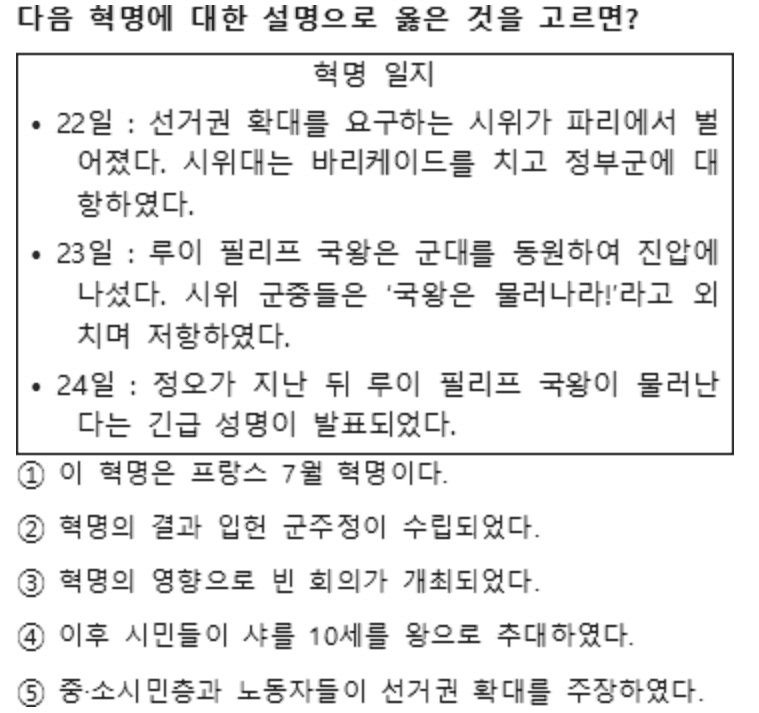 다음 혁명에 대한 설명으로 옳은 것을 고르면?
혁명 일지
• 22일 : 선거권 확대를 요구하는 시위가 파리에서 벌
어졌다. 시위대는 바리케이드를 치고 정부군에 대
항하였다.
• 23일 : 루이 필리프 국왕은 군대를 동원하여 진압에
나섰다. 시위 군중들은 '국왕은 물러나라!'라고 외
치며 저항하였다.
• 24일 : 정오가 지난 뒤 루이 필리프 국왕이 물러난
다는 긴급 성명이 발표되었다.
① 이 혁명은 프랑스 7월 혁명이다.
② 혁명의 결과 입헌 군주정이 수립되었다.
③ 혁명의 영향으로 빈 회의가 개최되었다.
④ 이후 시민들이 샤를 10세를 왕으로 추대하였다.
⑤ 중·소시민층과 노동자들이 선거권 확대를 주장하였다.